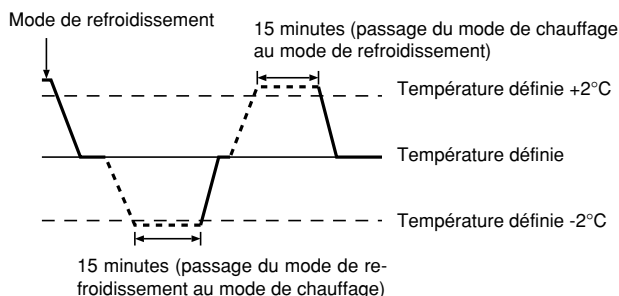 Mode de refroidissement
15 minutes (passage du mode de chauffage
au mode de refroidissement)
Température définie +2°C
Température définie
Température définie -2°C
15 minutes (passage du mode de re-
froidissement au mode de chauffage)